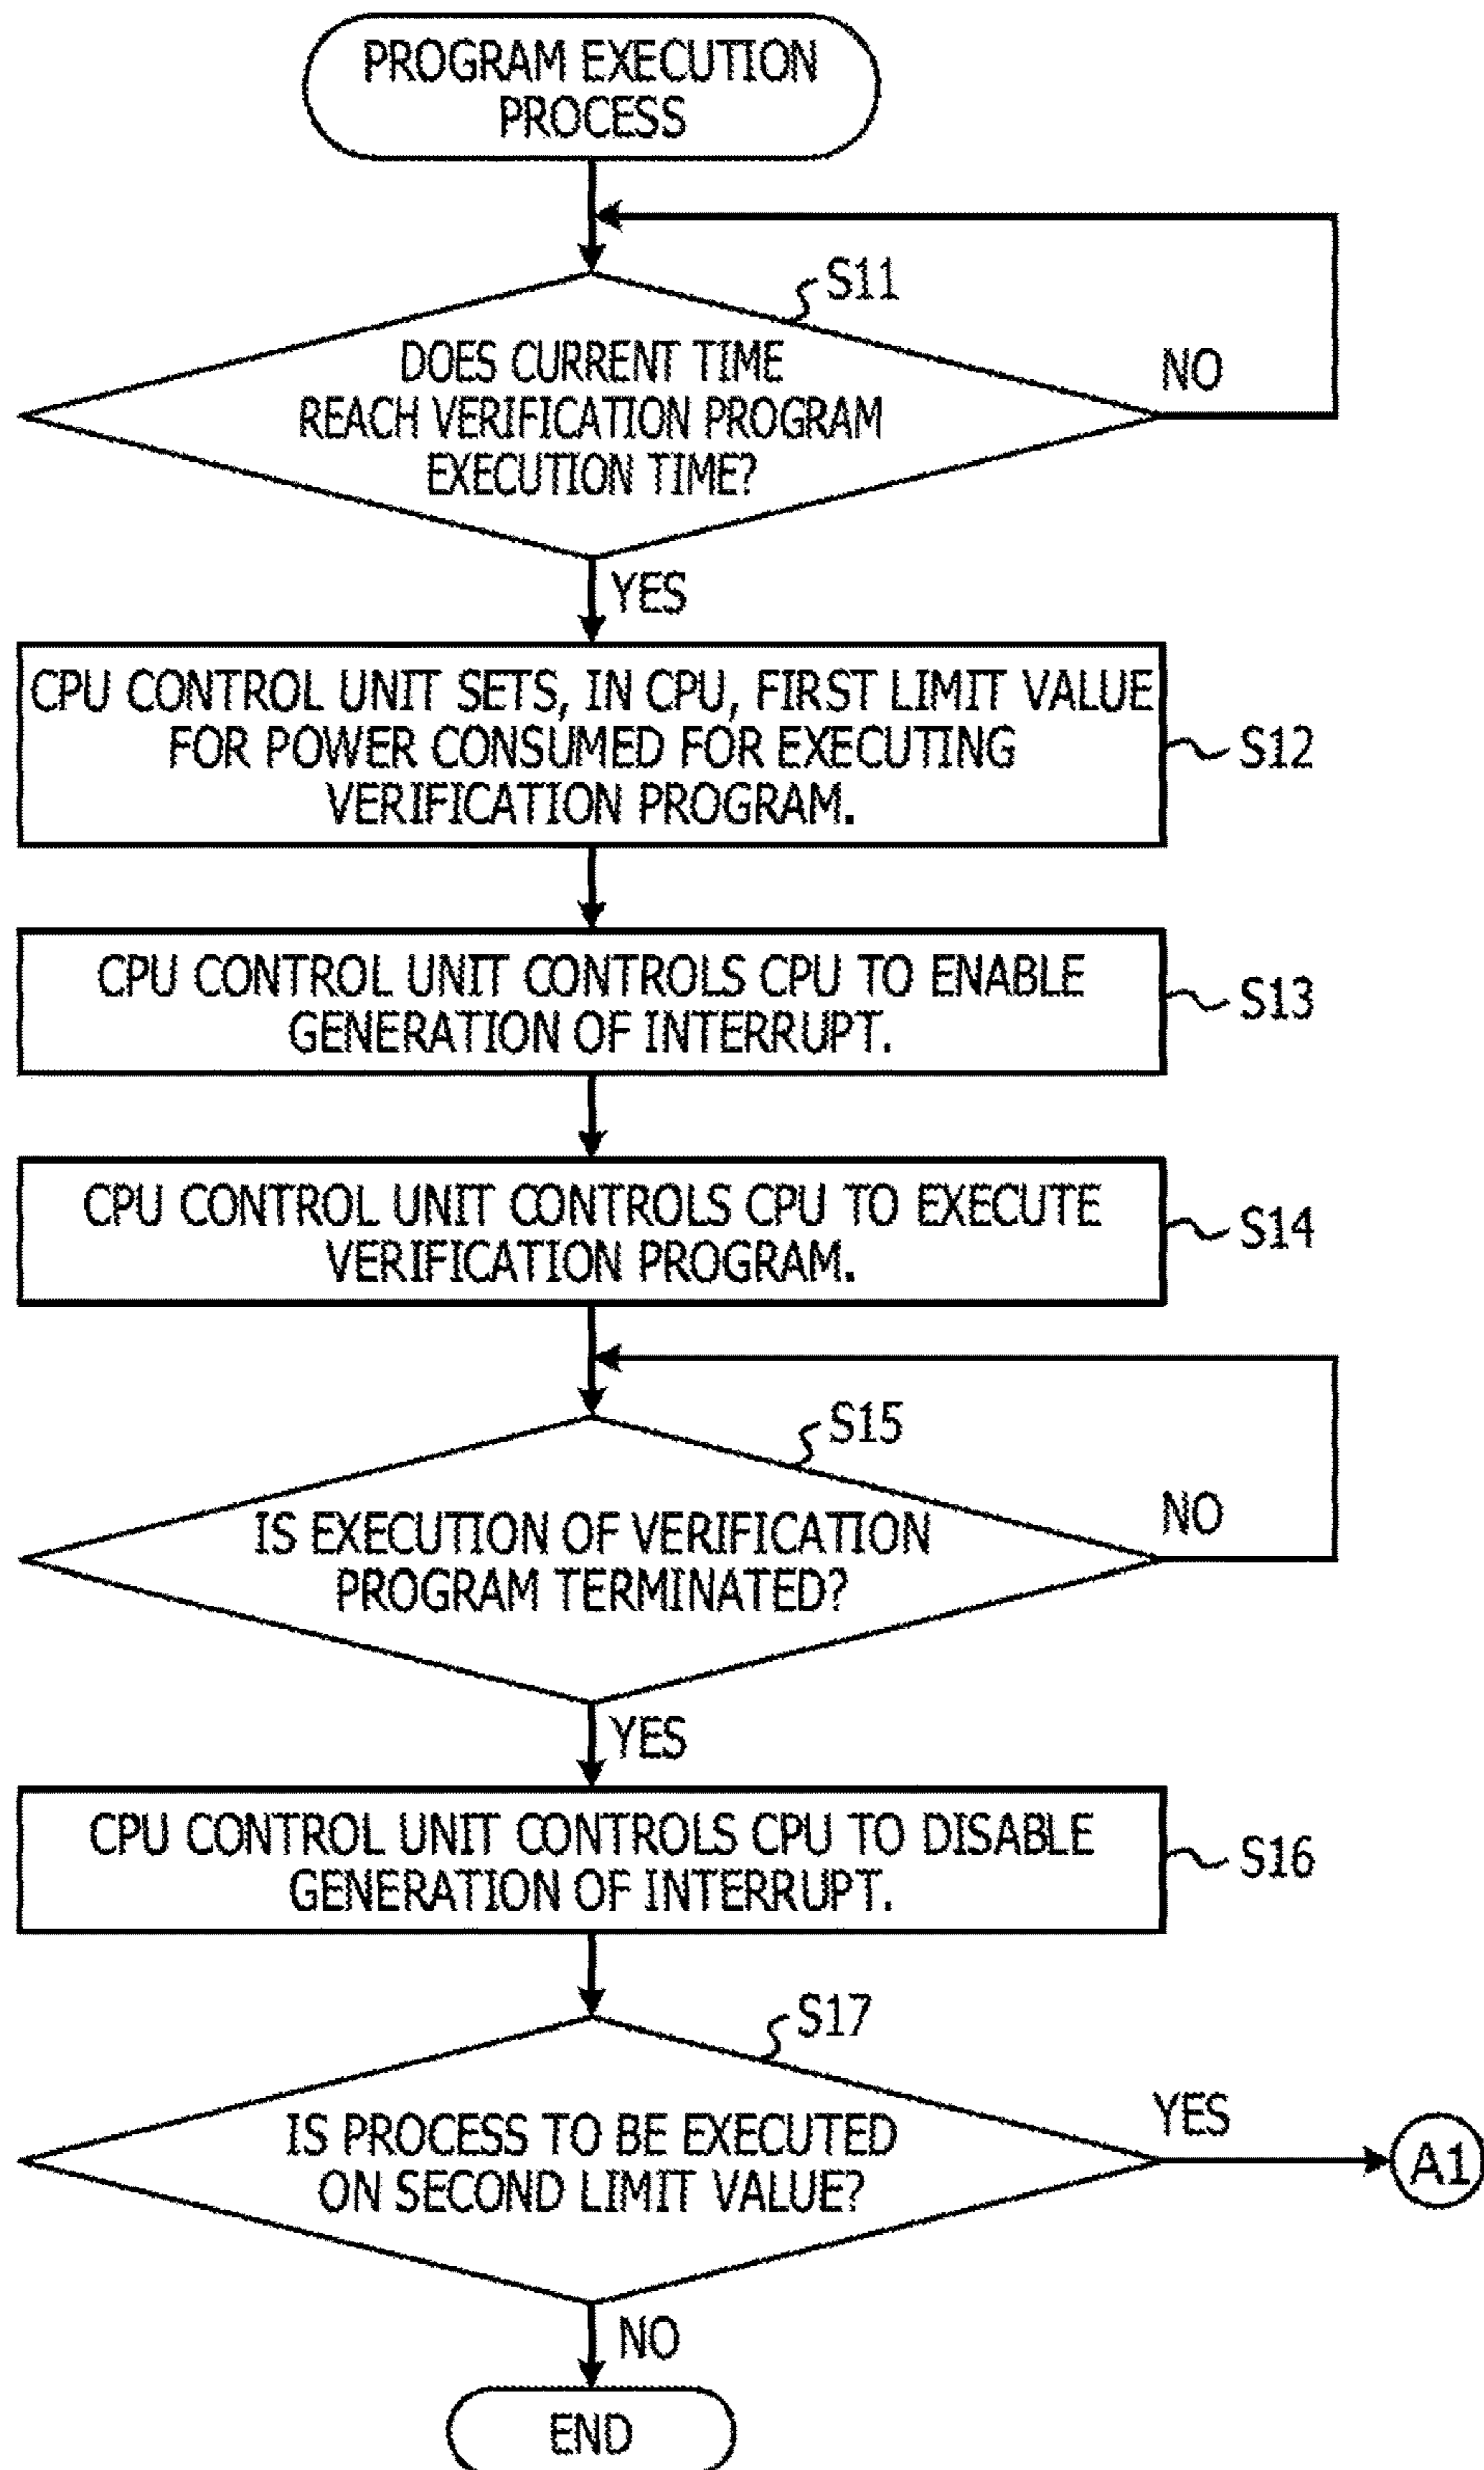 PROGRAM EXECUTION
PROCESS
S11
DOES CURRENT TIME
REACH VERIFICATION PROGRAM
EXECUTION TIME?
NO
YES
CPU CONTROL UNIT SETS, IN CPU, FIRST LIMIT VALUE
FOR POWER CONSUMED FOR EXECUTING
VERIFICATION PROGRAM.
S12
CPU CONTROL UNIT CONTROLS CPU TO ENABLE
GENERATION OF INTERRUPT.
S13
CPU CONTROL UNIT CONTROLS CPU TO EXECUTE
VERIFICATION PROGRAM.
S14
S15
IS EXECUTION OF VERIFICATION
PROGRAM TERMINATED?
NO
YES
CPU CONTROL UNIT CONTROLS CPU TO DISABLE
GENERATION OF INTERRUPT.
S16
S17
IS PROCESS TO BE EXECUTED
ON SECOND LIMIT VALUE?
YES
A1
NO
END